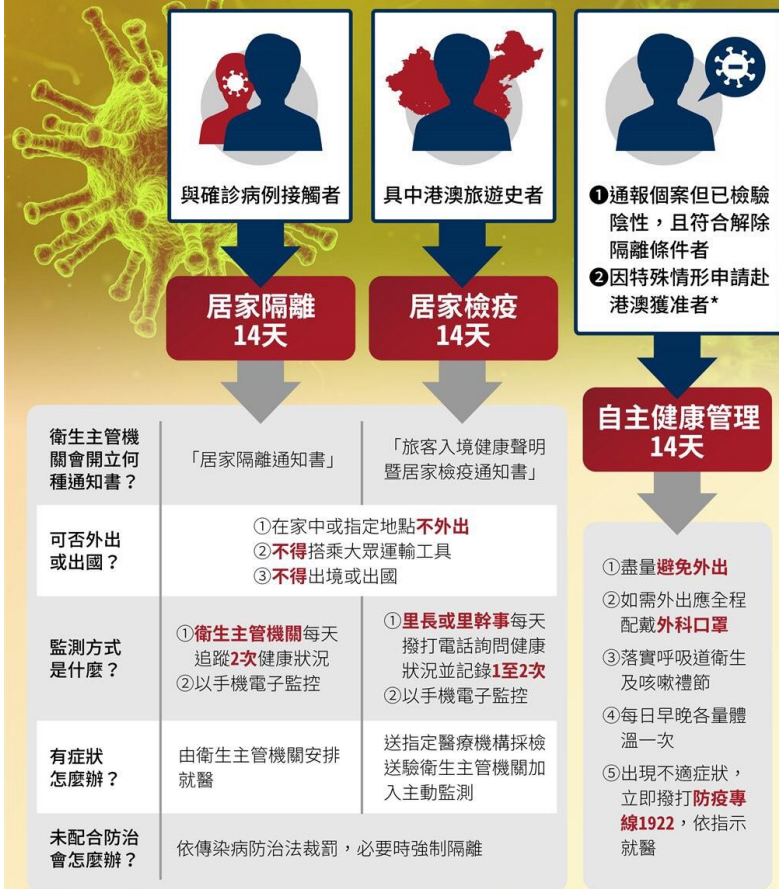 與確診病例接觸者
具中港澳旅遊史者
❶通報個案但已檢驗
陰性，且符合解除
隔離條件者
❷因特殊情形申請赴
港澳獲准者*
居家隔離
14天
居家檢疫
14天
自主健康管理
14天
衛生主管機
關會開立何
種通知書？
「居家隔離通知書」
「旅客入境健康聲明
暨居家檢疫通知書」
可否外出
或出國？
①在家中或指定地點不外出
②不得搭乘大眾運輸工具
③不得出境或出國
監測方式
是什麼？
①衛生主管機關每天
追蹤2次健康狀況
②以手機電子監控
①里長或里幹事每天
撥打電話詢問健康
狀況並記錄1至2次
②以手機電子監控
有症狀
怎麼辦？
由衛生主管機關安排
就醫
送指定醫療機構採檢
送驗衛生主管機關加
入主動監測
未配合防治
會怎麼辦？
依傳染病防治法裁罰，必要時強制隔離
①盡量避免外出
②如需外出應全程
配戴外科口罩
③落實呼吸道衛生
及咳嗽禮節
④每日早晚各量體
溫一次
⑤出現不適症狀，
立即撥打防疫專
線1922，依指示
就醫